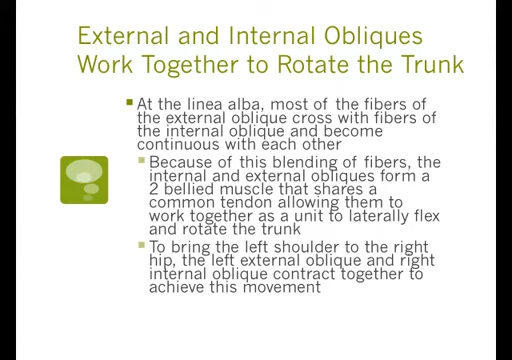 External and Internal Obliques
Work Together to Rotate the Trunk
At the linea alba, most of the fibers of
the external oblique cross with fibers of
the internal oblique and become
continuous with each other
Because of this blending of fibers, the
internal and external obliques form a
2 bellied muscle that shares a
common tendon allowing them to
work together as a unit to laterally flex
and rotate the trunk
To bring the left shoulder to the right
hip, the left external oblique and right
internal oblique contract together to
achieve this movement